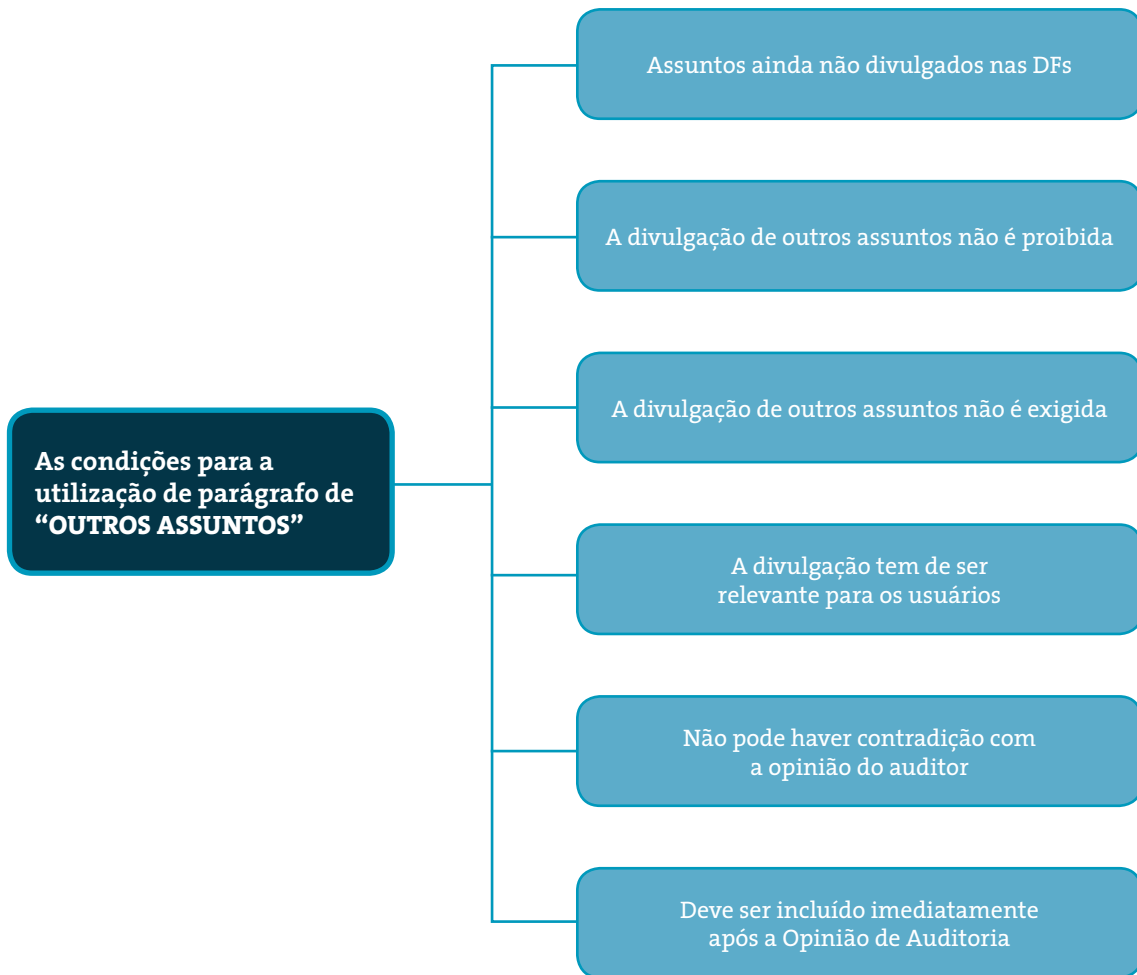 Assuntos ainda não divulgados nas DFs
A divulgação de outros assuntos não é proibida
A divulgação de outros assuntos não é exigida
As condições para a
utilização de parágrafo de
“OUTROS ASSUNTOS”
A divulgação tem de ser
relevante para os usuários
Não pode haver contradição com
a opinião do auditor
Deve ser incluído imediatamente
após a Opinião de Auditoria